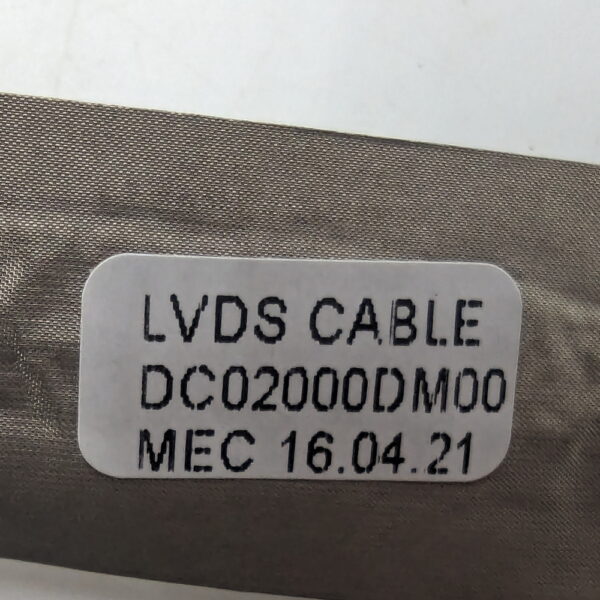 LVDS CABLE
DC02000DM00
MEC 16.04.21